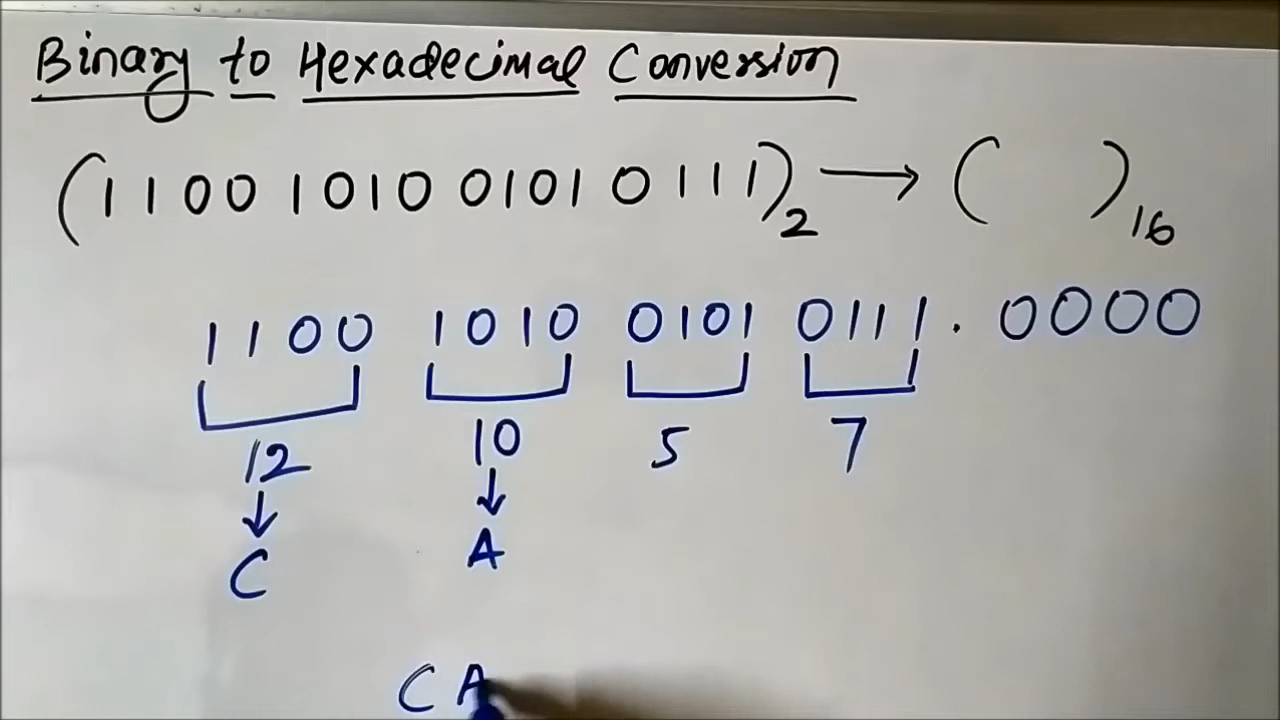 Binary to Hexadecimal Conversion
(1100 1010 0101 0111)2 → ( )16
1100 1010 0101 0111 . 0000
12 10 5 7
↓ ↓
C A
C A